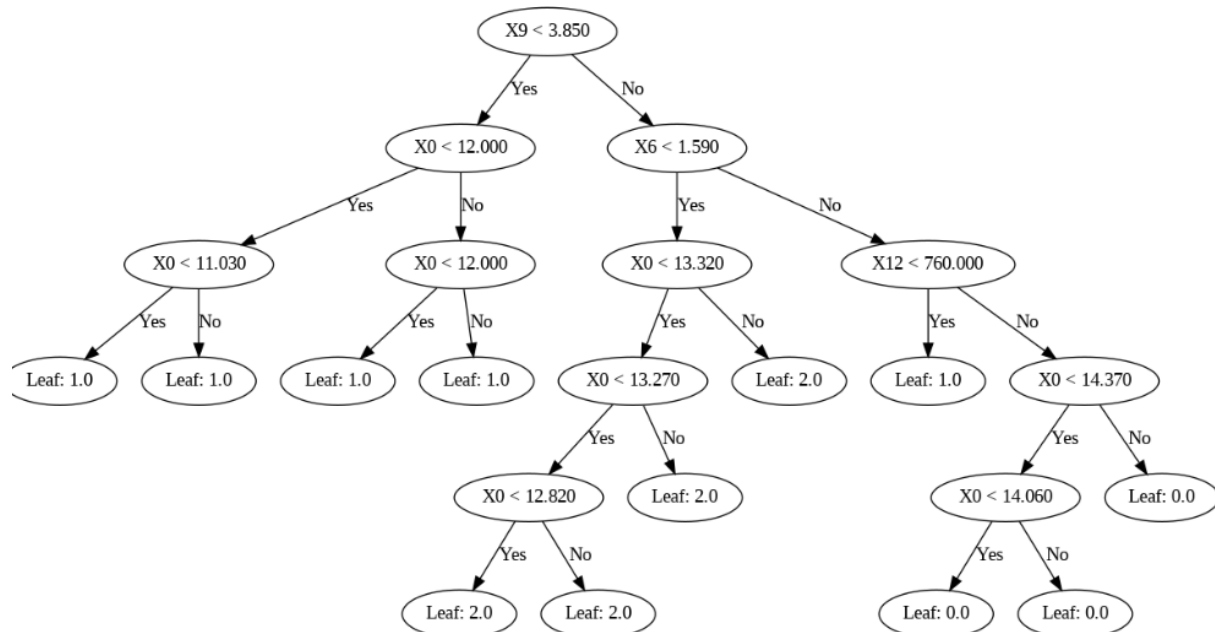 X9 < 3.850
Yes
No
X0 < 12.000
X6 < 1.590
Yes
No
Yes
No
X0 < 11.030
X0 < 12.000
X0 < 13.320
X12 < 760.000
Yes
No
Yes
No
Yes
No
Yes
No
Leaf: 1.0
Leaf: 1.0
Leaf: 1.0
Leaf: 1.0
X0 < 13.270
Leaf: 2.0
Leaf: 1.0
X0 < 14.370
Yes
No
Yes
No
X0 < 12.820
Leaf: 2.0
X0 < 14.060
Leaf: 0.0
Yes
No
Yes
No
Leaf: 2.0
Leaf: 2.0
Leaf: 0.0
Leaf: 0.0